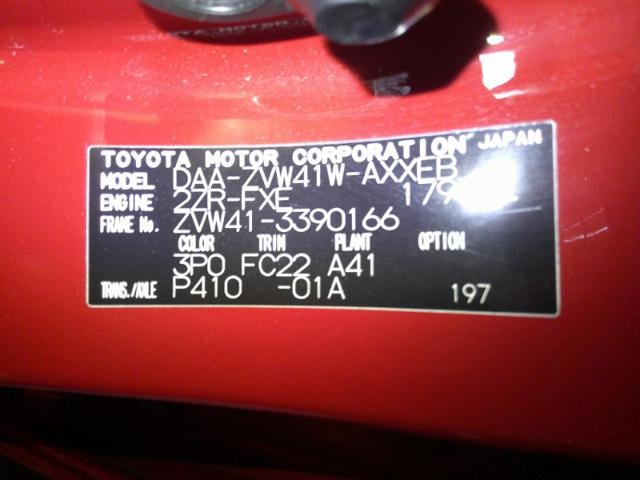 TOYOTA MOTOR CORPORATION JAPAN
MODEL DAA-ZVW41W-AXXEB
ENGINE 2ZR-FXE
FRAME No. ZVW41-3390166
COLOR TRIM PLANT OPTION
3P0 FC22 A41
TRANS./AXLE P410 -01A 197